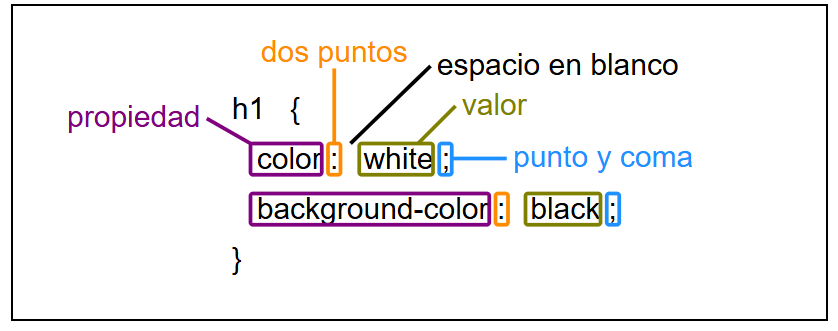 dos puntos
espacio en blanco
propiedad
h1 {
valor
color : white ;
punto y coma
background-color : black ;
}